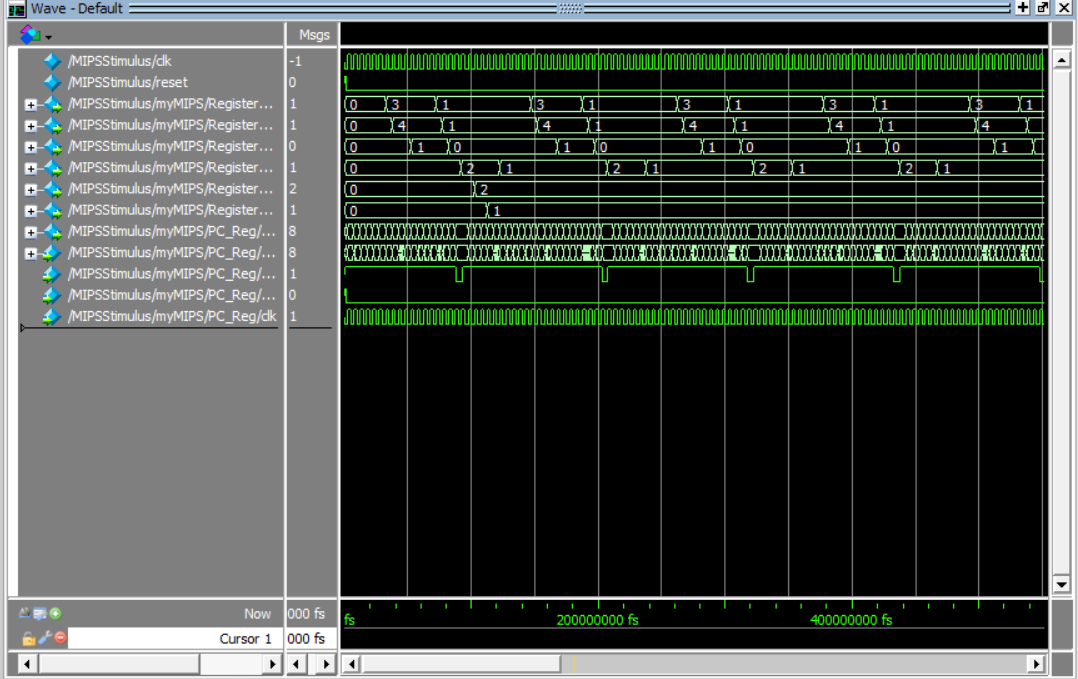 Wave - Default
Msgs
/MIPSStimulus/clk -1
/MIPSStimulus/reset 0
/MIPSStimulus/myMIPS/Register... 1 0 3 1 3 1 3 1 3 1 3 1
/MIPSStimulus/myMIPS/Register... 1 0 4 1 4 1 4 1 4 1 4
/MIPSStimulus/myMIPS/Register... 0 0 1 0 1 0 1 0 1 0 1
/MIPSStimulus/myMIPS/Register... 1 0 2 1 2 1 2 1 2 1
/MIPSStimulus/myMIPS/Register... 2 0 2
/MIPSStimulus/myMIPS/Register... 1 0 1
/MIPSStimulus/myMIPS/PC_Reg/... 8
/MIPSStimulus/myMIPS/PC_Reg/... 8
/MIPSStimulus/myMIPS/PC_Reg/... 1
/MIPSStimulus/myMIPS/PC_Reg/... 0
/MIPSStimulus/myMIPS/PC_Reg/clk 1
Now 000 fs fs 200000000 fs 400000000 fs
Cursor 1 000 fs